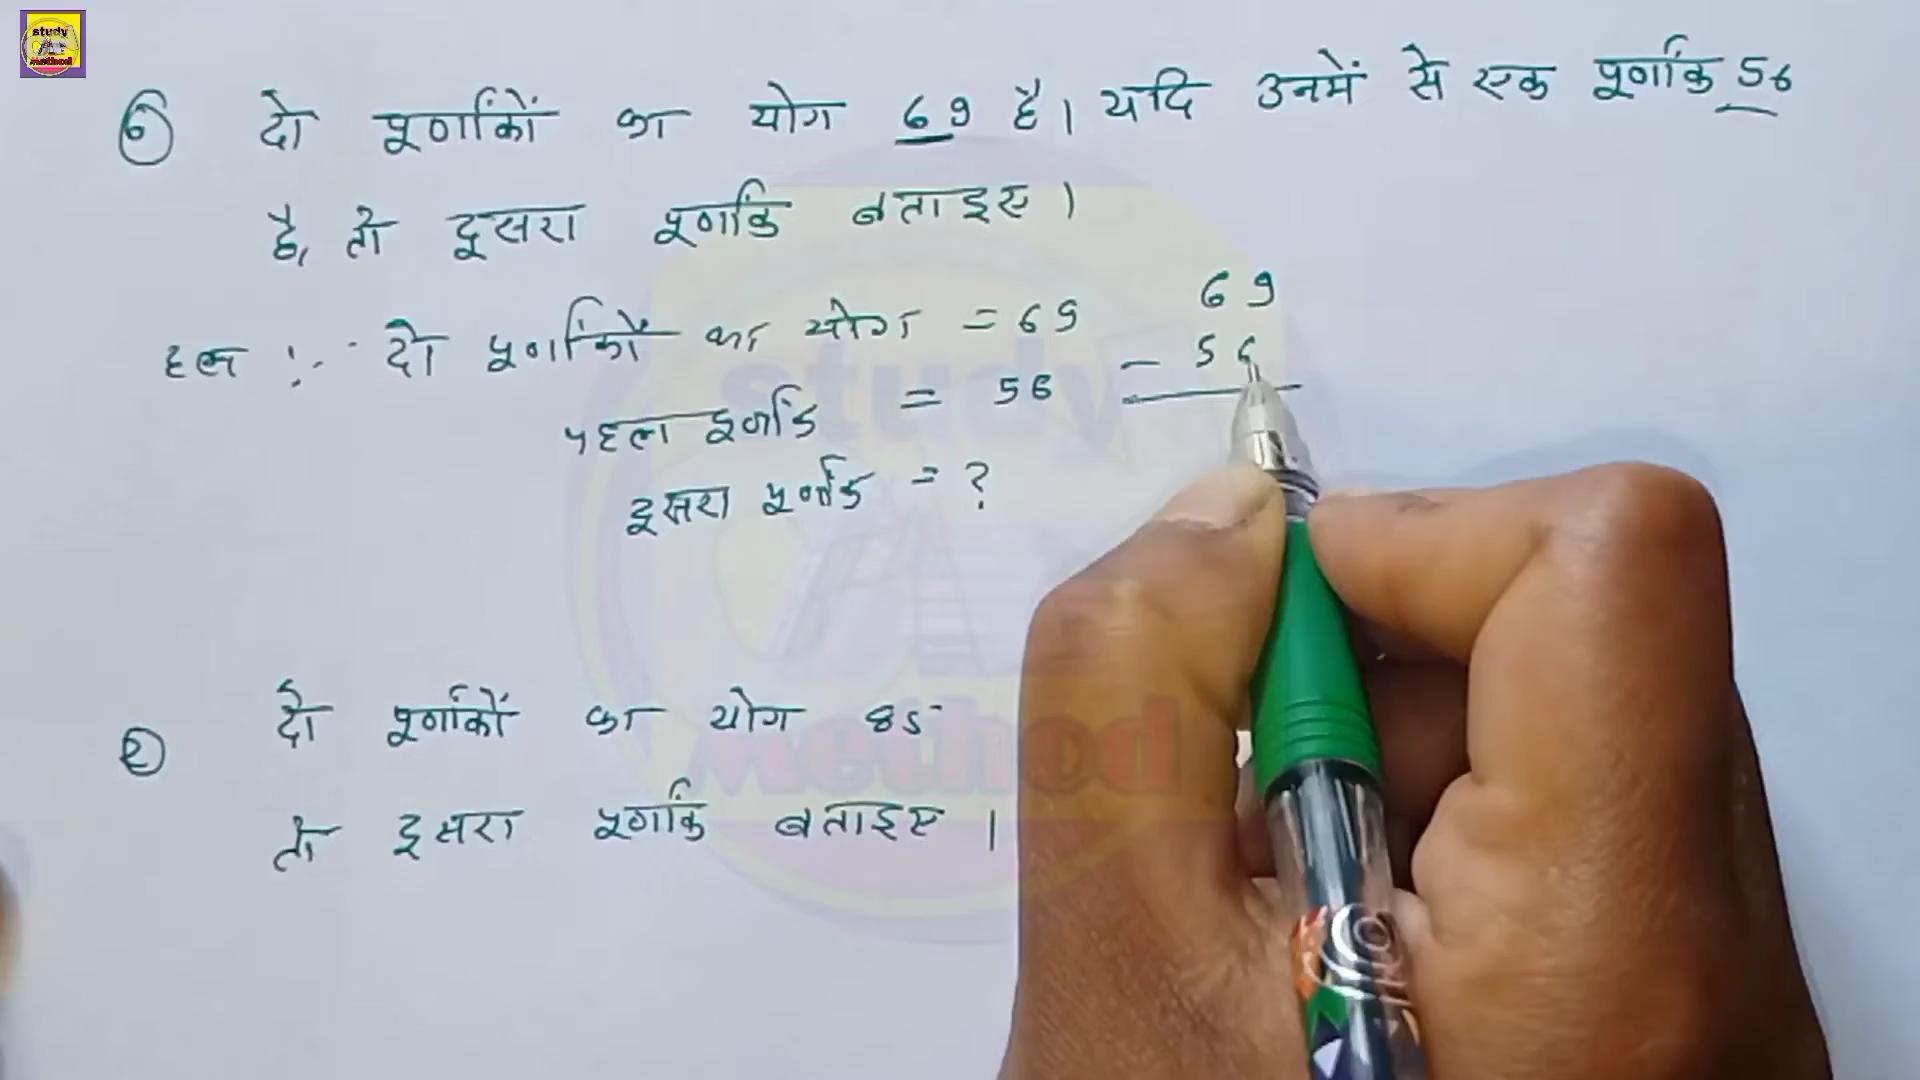 study
method
6 दो पूर्णांकों का योग 69 है। यदि उनमें से एक पूर्णांक 56
है, तो दूसरा पूर्णांक बताइए।
हल :- दो पूर्णांकों का योग = 69
पहला पूर्णांक = 56
दूसरा पूर्णांक = ?
69
- 56
दो पूर्णांकों का योग 85
तो दूसरा पूर्णांक बताइए ।
study
method